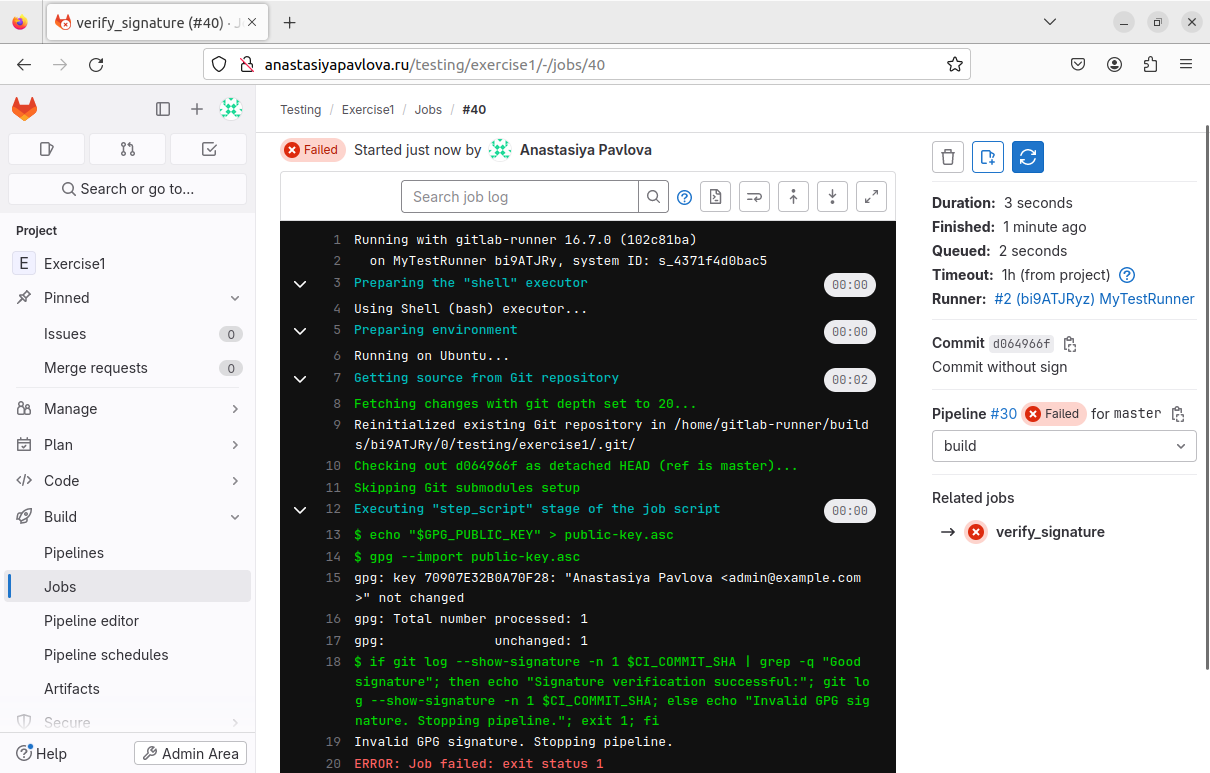 verify_signature (#40) · J
anastasiyapavlova.ru/testing/exercise1/-/jobs/40
Search or go to...
Project
E Exercise1
Pinned
Issues 0
Merge requests 0
Manage
Plan
Code
Build
Pipelines
Jobs
Pipeline editor
Pipeline schedules
Artifacts
Secure
Help
Admin Area
Testing / Exercise1 / Jobs / #40
Failed Started just now by Anastasiya Pavlova
Search job log
1 Running with gitlab-runner 16.7.0 (102c81ba)
2 on MyTestRunner bi9ATJRy, system ID: s_4371f4d0bac5
3 Preparing the "shell" executor 00:00
4 Using Shell (bash) executor...
5 Preparing environment 00:00
6 Running on Ubuntu...
7 Getting source from Git repository 00:02
8 Fetching changes with git depth set to 20...
9 Reinitialized existing Git repository in /home/gitlab-runner/build
s/bi9ATJRy/0/testing/exercise1/.git/
10 Checking out d064966f as detached HEAD (ref is master)...
11 Skipping Git submodules setup
12 Executing "step_script" stage of the job script 00:00
13 $ echo "$GPG_PUBLIC_KEY" > public-key.asc
14 $ gpg --import public-key.asc
15 gpg: key 70907E32B0A70F28: "Anastasiya Pavlova <admin@example.com
>" not changed
16 gpg: Total number processed: 1
17 gpg: unchanged: 1
18 $ if git log --show-signature -n 1 $CI_COMMIT_SHA | grep -q "Good
signature"; then echo "Signature verification successful:"; git lo
g --show-signature -n 1 $CI_COMMIT_SHA; else echo "Invalid GPG sig
nature. Stopping pipeline."; exit 1; fi
19 Invalid GPG signature. Stopping pipeline.
20 ERROR: Job failed: exit status 1
Duration: 3 seconds
Finished: 1 minute ago
Queued: 2 seconds
Timeout: 1h (from project)
Runner: #2 (bi9ATJRyz) MyTestRunner
Commit d064966f
Commit without sign
Pipeline #30 Failed for master
build
Related jobs
verify_signature